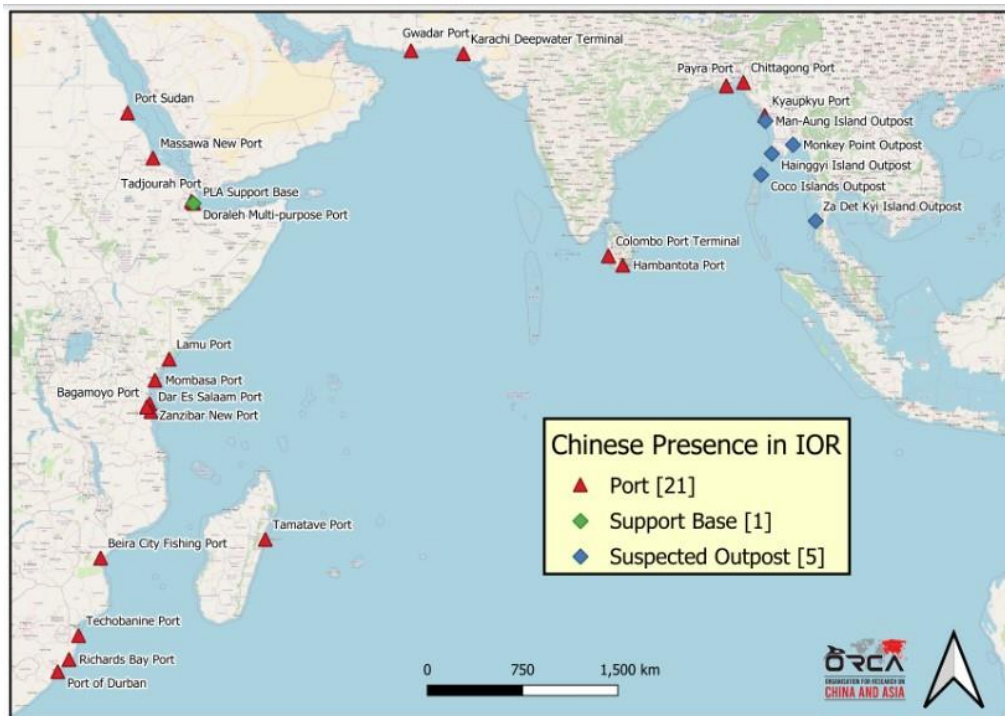 Gwadar Port
Karachi Deepwater Terminal
Payra Port
Chittagong Port
Port Sudan
Kyaupkyu Port
Man-Aung Island Outpost
Massawa New Port
Monkey Point Outpost
Hainggyi Island Outpost
Tadjourah Port
PLA Support Base
Coco Islands Outpost
Doraleh Multi-purpose Port
Za Det Kyi Island Outpost
Colombo Port Terminal
Hambantota Port
Lamu Port
Mombasa Port
Bagamoyo Port
Dar Es Salaam Port
Zanzibar New Port
Chinese Presence in IOR
Port [21]
Support Base [1]
Suspected Outpost [5]
Tamatave Port
Beira City Fishing Port
Techobanine Port
Richards Bay Port
Port of Durban
0 750 1,500 km
ORCA
ORGANISATION FOR RESEARCH ON
CHINA AND ASIA